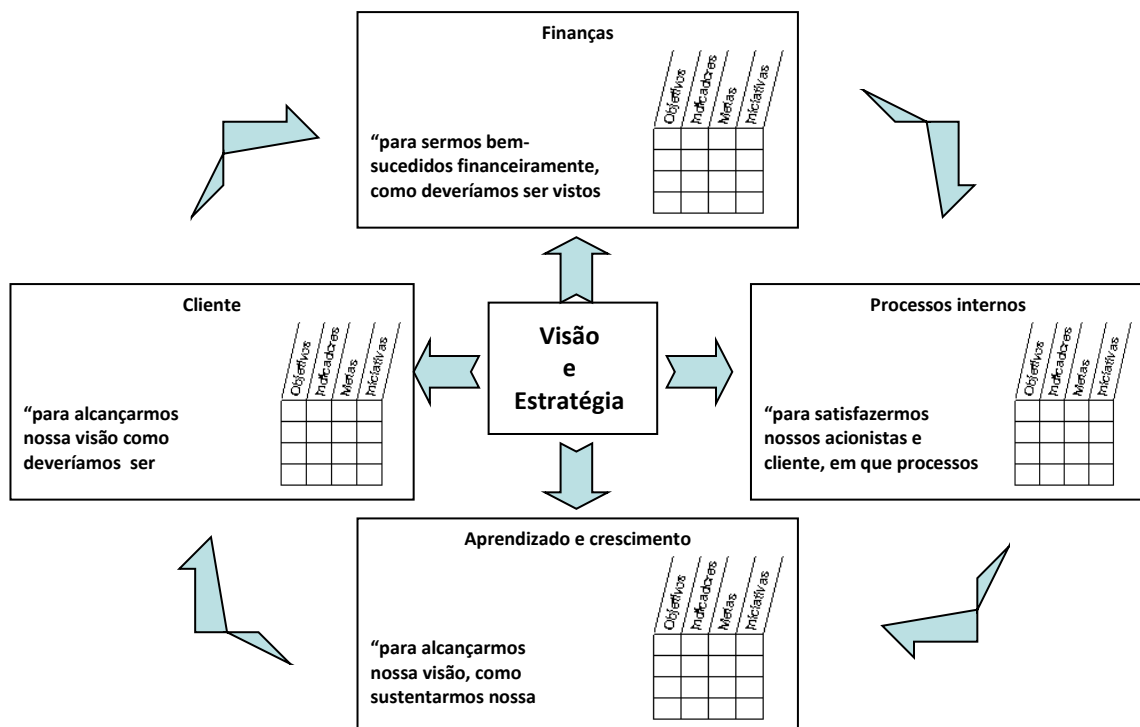 Finanças
Objetivos
Indicadores
Metas
Iniciativas
“para sermos bem-
sucedidos financeiramente,
como deveríamos ser vistos
Cliente
Objetivos
Indicadores
Metas
Iniciativas
“para alcançarmos
nossa visão como
deveríamos ser
Visão
e
Estratégia
Processos internos
Objetivos
Indicadores
Metas
Iniciativas
“para satisfazermos
nossos acionistas e
cliente, em que processos
Aprendizado e crescimento
Objetivos
Indicadores
Metas
Iniciativas
“para alcançarmos
nossa visão, como
sustentarmos nossa